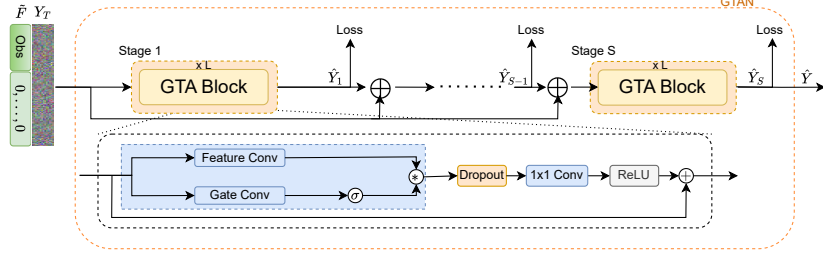 GTAN
F̃ Y_T
Obs
0, . . . , 0
Stage 1
x L
GTA Block
Loss
Ŷ_1
Ŷ_{S-1}
Loss
Stage S
x L
GTA Block
Loss
Ŷ_S
Ŷ
Feature Conv
Gate Conv
σ
*
Dropout
1x1 Conv
ReLU